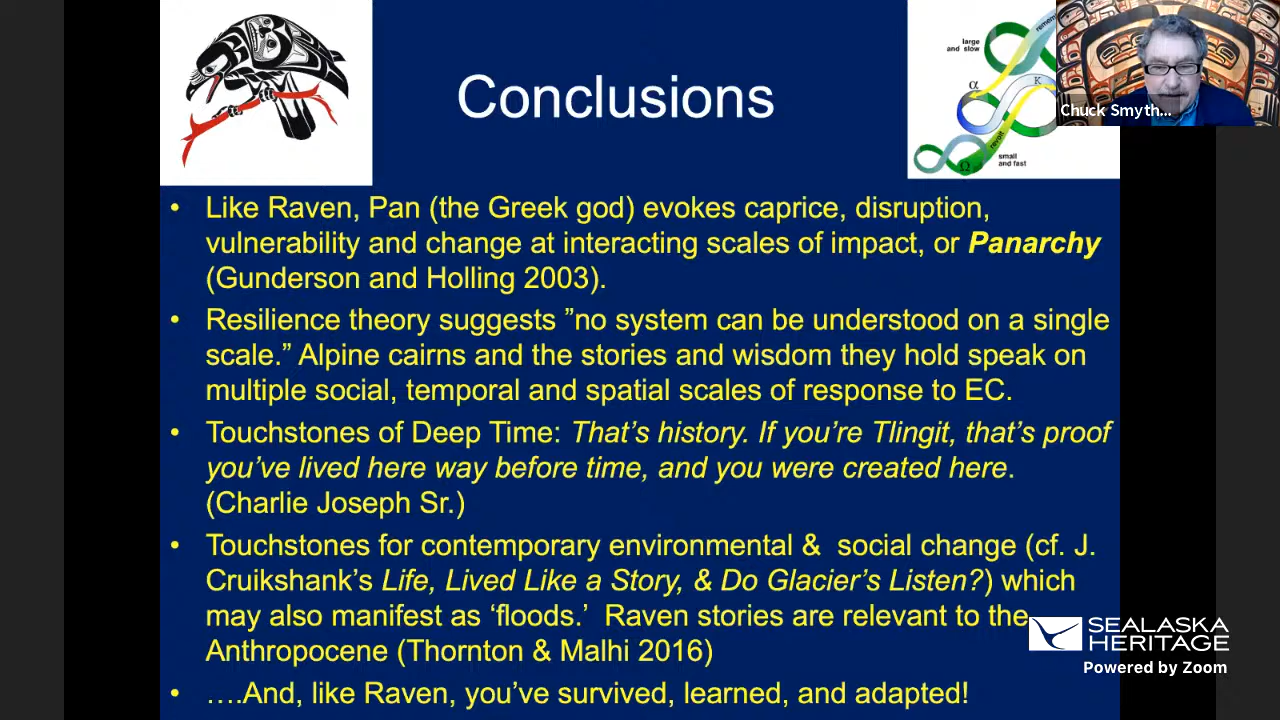 Conclusions
large
and slow
remem
α
K
revolt
Ω
small
and fast
Chuck Smyth...
• Like Raven, Pan (the Greek god) evokes caprice, disruption,
vulnerability and change at interacting scales of impact, or Panarchy
(Gunderson and Holling 2003).
• Resilience theory suggests ”no system can be understood on a single
scale.” Alpine cairns and the stories and wisdom they hold speak on
multiple social, temporal and spatial scales of response to EC.
• Touchstones of Deep Time: That’s history. If you’re Tlingit, that’s proof
you’ve lived here way before time, and you were created here.
(Charlie Joseph Sr.)
• Touchstones for contemporary environmental & social change (cf. J.
Cruikshank’s Life, Lived Like a Story, & Do Glacier’s Listen?) which
may also manifest as ‘floods.’ Raven stories are relevant to the
Anthropocene (Thornton & Malhi 2016)
• ….And, like Raven, you’ve survived, learned, and adapted!
SEALASKA
HERITAGE
Powered by Zoom